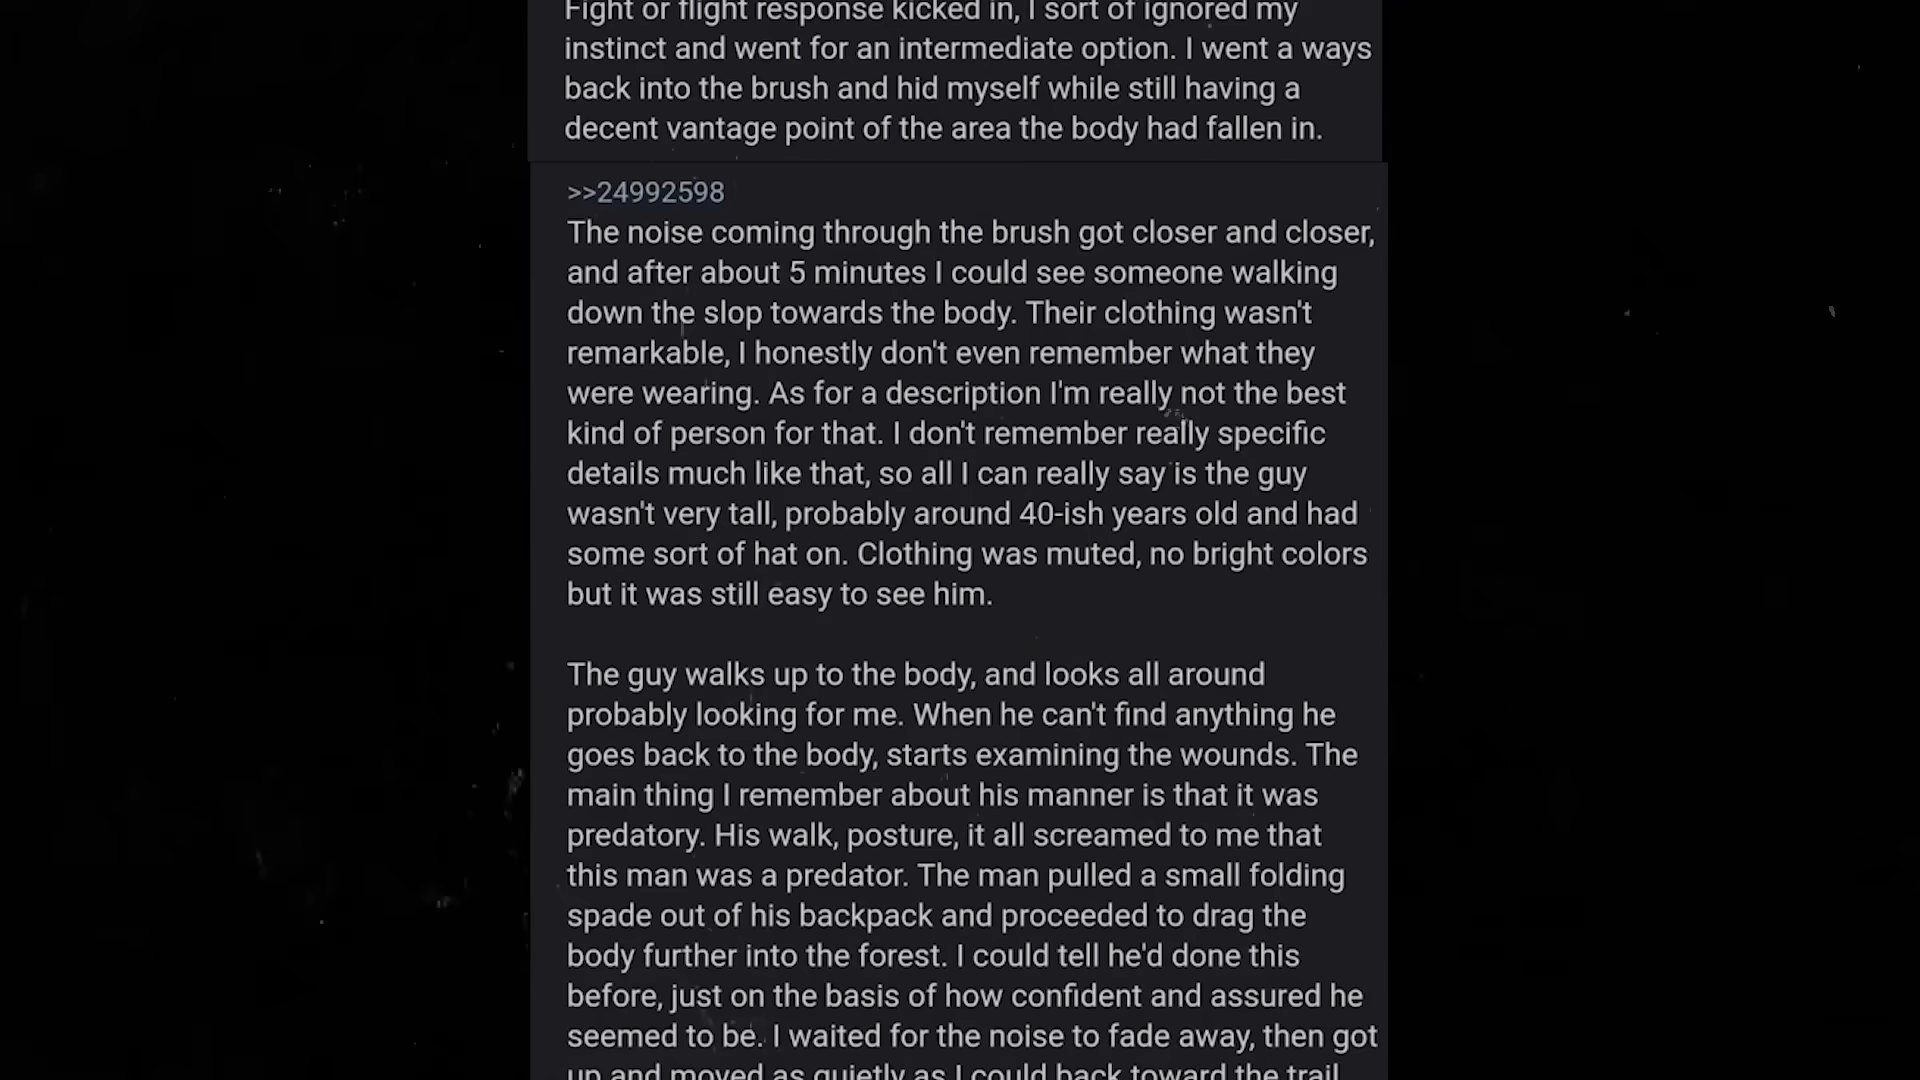 Fight or flight response kicked in, I sort of ignored my
instinct and went for an intermediate option. I went a ways
back into the brush and hid myself while still having a
decent vantage point of the area the body had fallen in.
>>24992598
The noise coming through the brush got closer and closer,
and after about 5 minutes I could see someone walking
down the slop towards the body. Their clothing wasn't
remarkable, I honestly don't even remember what they
were wearing. As for a description I'm really not the best
kind of person for that. I don't remember really specific
details much like that, so all I can really say is the guy
wasn't very tall, probably around 40-ish years old and had
some sort of hat on. Clothing was muted, no bright colors
but it was still easy to see him.
The guy walks up to the body, and looks all around
probably looking for me. When he can't find anything he
goes back to the body, starts examining the wounds. The
main thing I remember about his manner is that it was
predatory. His walk, posture, it all screamed to me that
this man was a predator. The man pulled a small folding
spade out of his backpack and proceeded to drag the
body further into the forest. I could tell he'd done this
before, just on the basis of how confident and assured he
seemed to be. I waited for the noise to fade away, then got
up and moved as quietly as I could back toward the trail